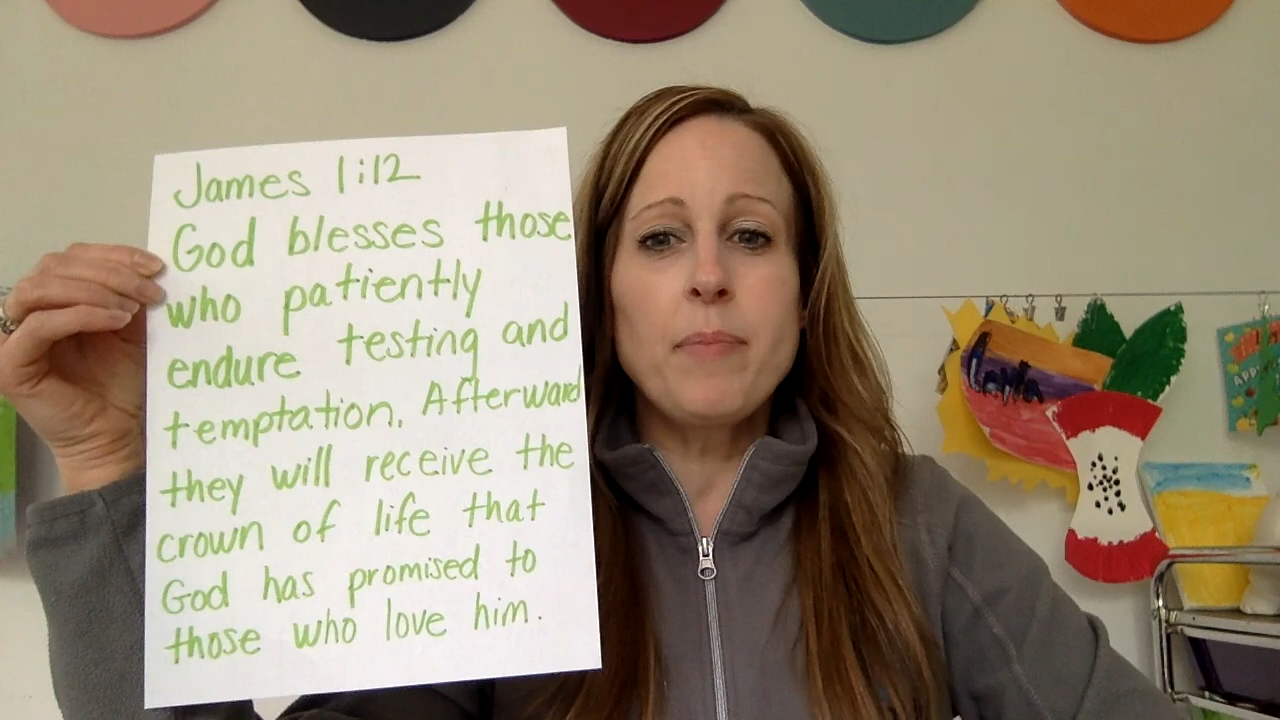 James 1:12
God blesses those
who patiently
endure testing and
temptation. Afterward
they will receive the
crown of life that
God has promised to
those who love him.